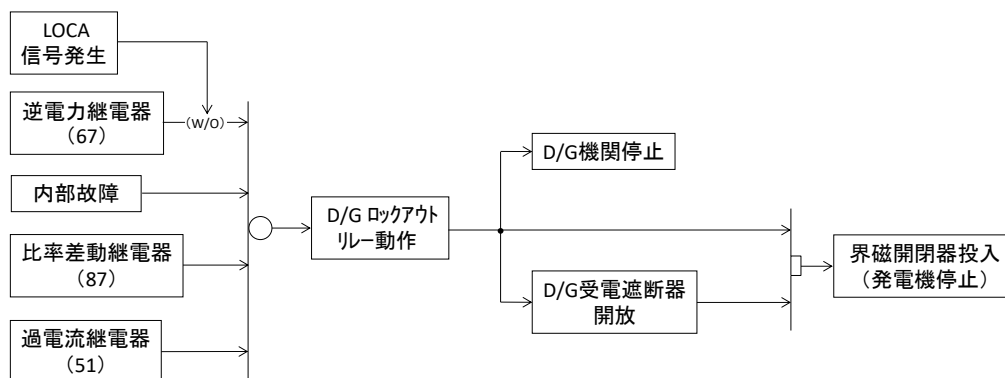 LOCA
信号発生
逆電力継電器
（67）
(W/O)
内部故障
比率差動継電器
（87）
過電流継電器
（51）
D/G ロックアウト
リレー動作
D/G機関停止
D/G受電遮断器
開放
界磁開閉器投入
（発電機停止）